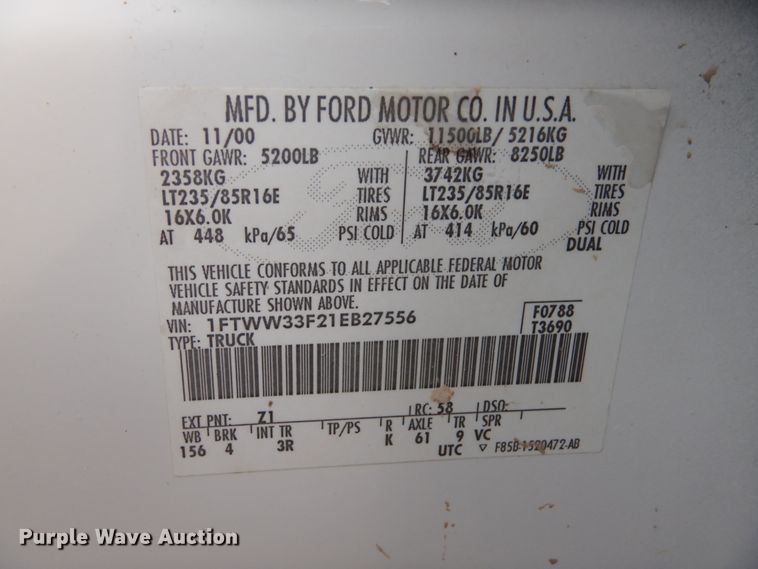 MFD. BY FORD MOTOR CO. IN U.S.A.
DATE: 11/00 GVWR: 11500LB/ 5216KG
FRONT GAWR: 5200LB REAR GAWR: 8250LB
2358KG WITH 3742KG WITH
LT235/85R16E TIRES LT235/85R16E TIRES
16X6.0K RIMS 16X6.0K RIMS
AT 448 kPa/65 PSI COLD AT 414 kPa/60 PSI COLD
DUAL
THIS VEHICLE CONFORMS TO ALL APPLICABLE FEDERAL MOTOR
VEHICLE SAFETY STANDARDS IN EFFECT ON THE DATE OF
MANUFACTURE SHOWN ABOVE.
VIN: 1FTWW33F21EB27556 F0788
TYPE: TRUCK T3690
EXT PNT: Z1 RC: 58 DSO:
WB BRK INT TR TP/PS R AXLE TR SPR
156 4 3R K 61 9 VC
UTC ▽ F85B-1520472-AB
Purple Wave Auction